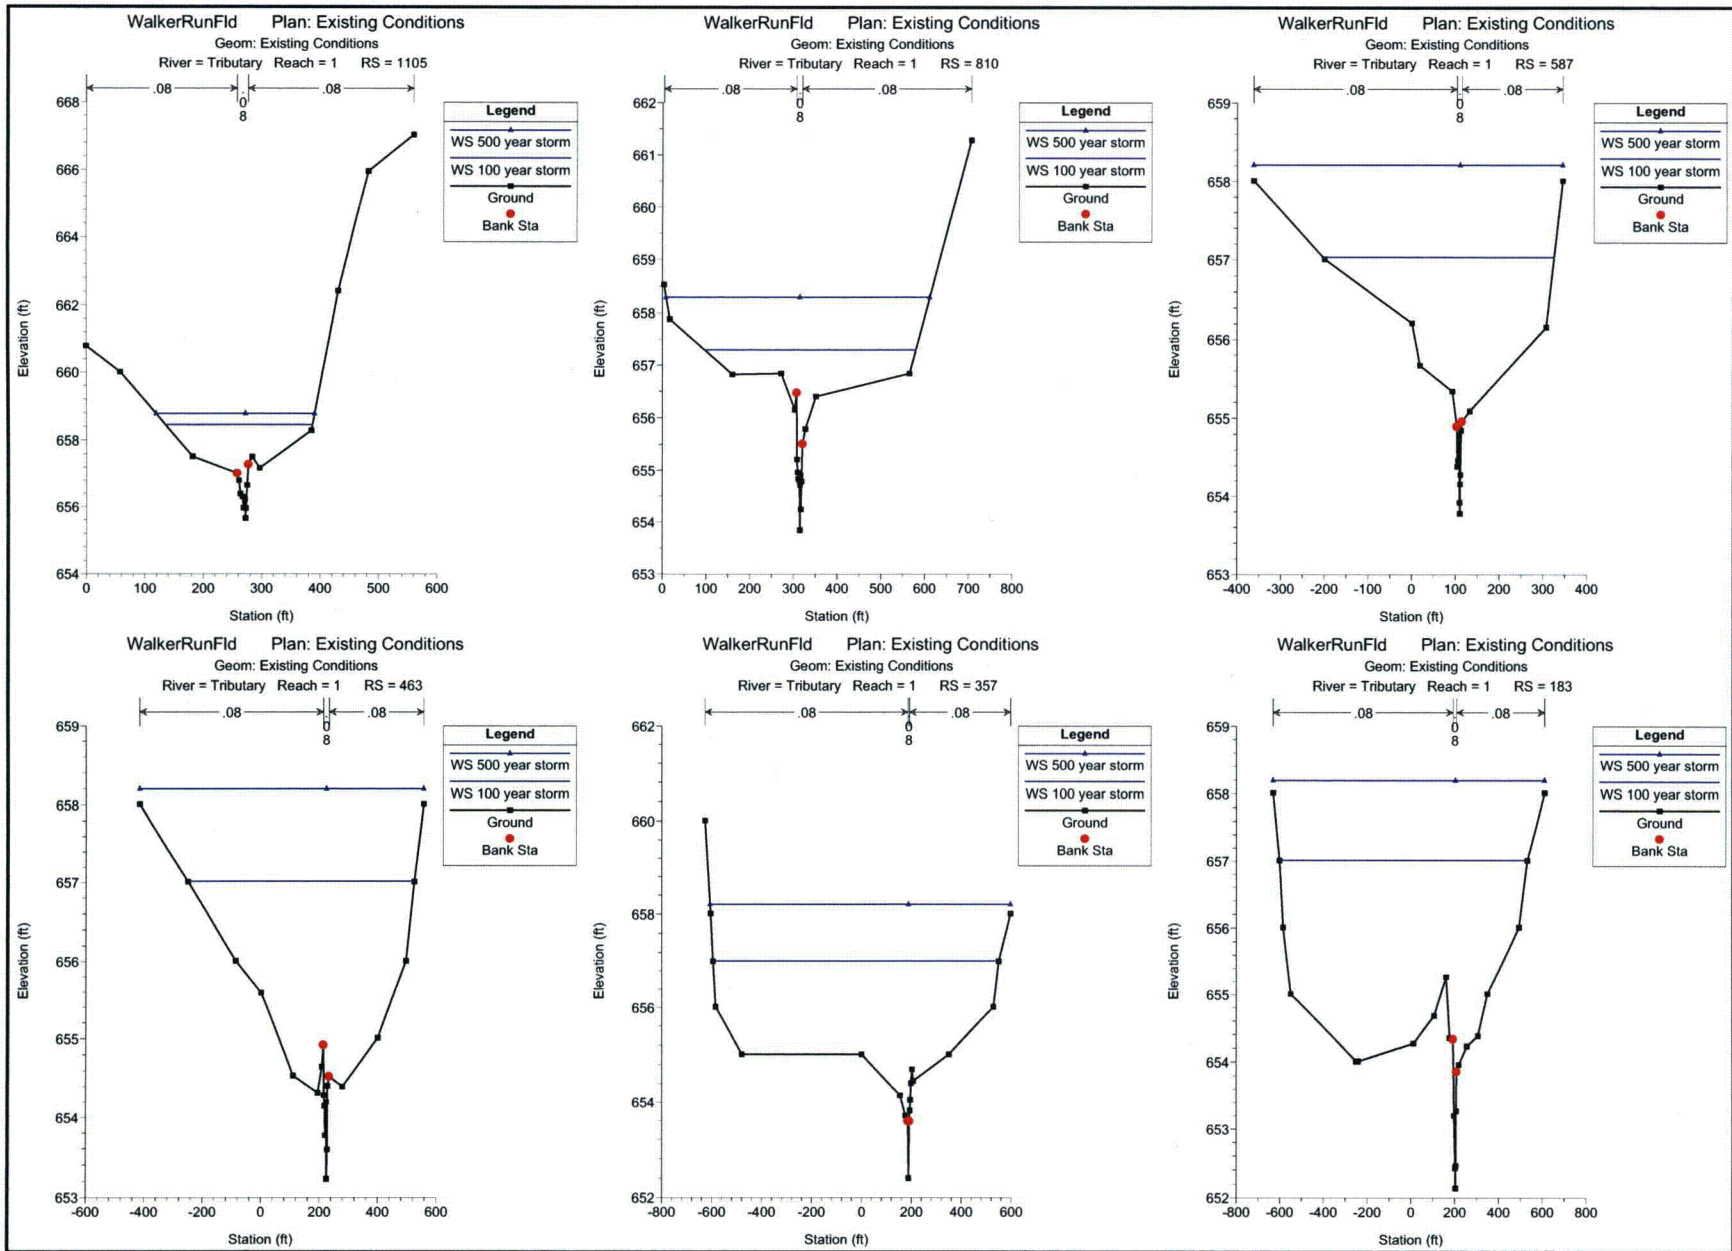 WalkerRunFld Plan: Existing Conditions
Geom: Existing Conditions
River = Tributary Reach = 1 RS = 1105
.08
.08
.
0
8
668
666
664
662
660
658
656
654
Elevation (ft)
0 100 200 300 400 500 600
Station (ft)
Legend
WS 500 year storm
WS 100 year storm
Ground
Bank Sta
WalkerRunFld Plan: Existing Conditions
Geom: Existing Conditions
River = Tributary Reach = 1 RS = 810
.08
.08
.
0
8
662
661
660
659
658
657
656
655
654
653
Elevation (ft)
0 100 200 300 400 500 600 700 800
Station (ft)
Legend
WS 500 year storm
WS 100 year storm
Ground
Bank Sta
WalkerRunFld Plan: Existing Conditions
Geom: Existing Conditions
River = Tributary Reach = 1 RS = 587
.08
.08
.
0
8
659
658
657
656
655
654
653
Elevation (ft)
-400 -300 -200 -100 0 100 200 300 400
Station (ft)
Legend
WS 500 year storm
WS 100 year storm
Ground
Bank Sta
WalkerRunFld Plan: Existing Conditions
Geom: Existing Conditions
River = Tributary Reach = 1 RS = 463
.08
.08
.
0
8
659
658
657
656
655
654
653
Elevation (ft)
-600 -400 -200 0 200 400 600
Station (ft)
Legend
WS 500 year storm
WS 100 year storm
Ground
Bank Sta
WalkerRunFld Plan: Existing Conditions
Geom: Existing Conditions
River = Tributary Reach = 1 RS = 357
.08
.08
.
0
8
662
660
658
656
654
652
Elevation (ft)
-800 -600 -400 -200 0 200 400 600
Station (ft)
Legend
WS 500 year storm
WS 100 year storm
Ground
Bank Sta
WalkerRunFld Plan: Existing Conditions
Geom: Existing Conditions
River = Tributary Reach = 1 RS = 183
.08
.08
.
0
8
659
658
657
656
655
654
653
652
Elevation (ft)
-800 -600 -400 -200 0 200 400 600 800
Station (ft)
Legend
WS 500 year storm
WS 100 year storm
Ground
Bank Sta